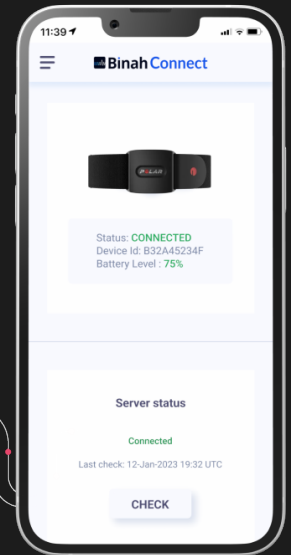 11:39
Binah Connect
POLAR
Status: CONNECTED
Device Id: B32A45234F
Battery Level : 75%
Server status
Connected
Last check: 12-Jan-2023 19:32 UTC
CHECK